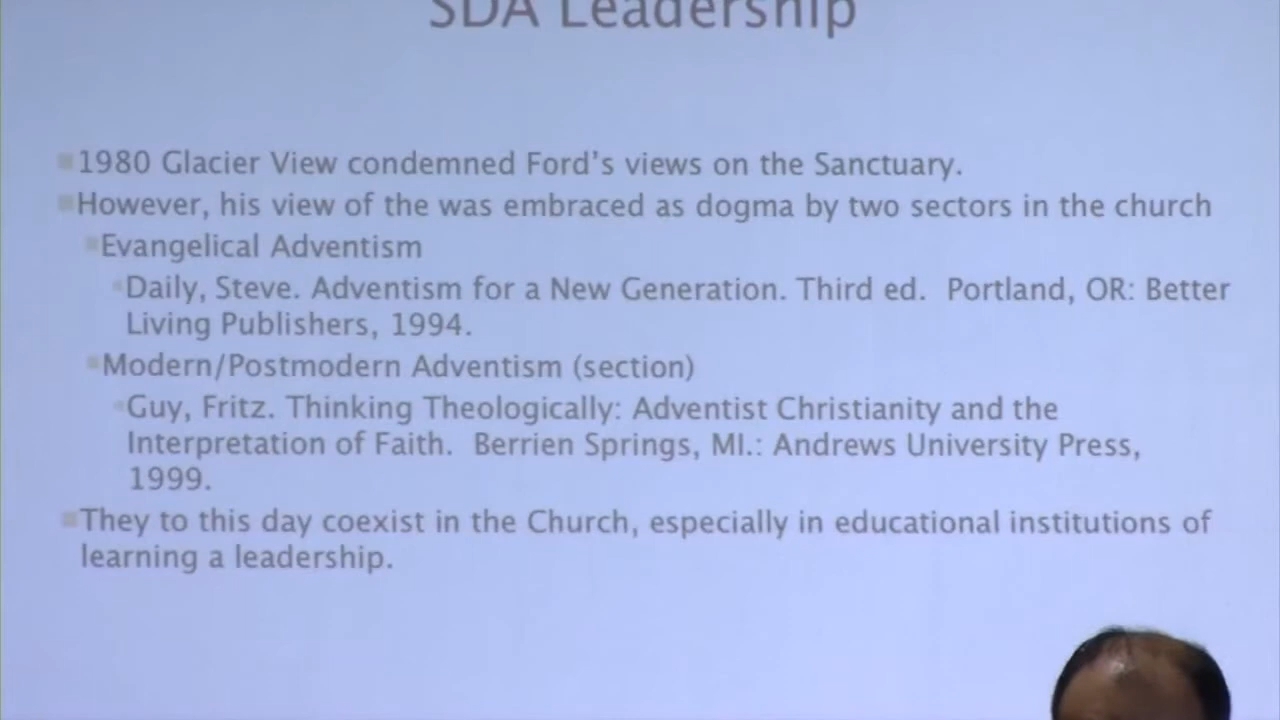 SDA Leadership
1980 Glacier View condemned Ford's views on the Sanctuary.
However, his view of the was embraced as dogma by two sectors in the church
Evangelical Adventism
Daily, Steve. Adventism for a New Generation. Third ed. Portland, OR: Better
Living Publishers, 1994.
Modern/Postmodern Adventism (section)
Guy, Fritz. Thinking Theologically: Adventist Christianity and the
Interpretation of Faith. Berrien Springs, MI.: Andrews University Press,
1999.
They to this day coexist in the Church, especially in educational institutions of
learning a leadership.